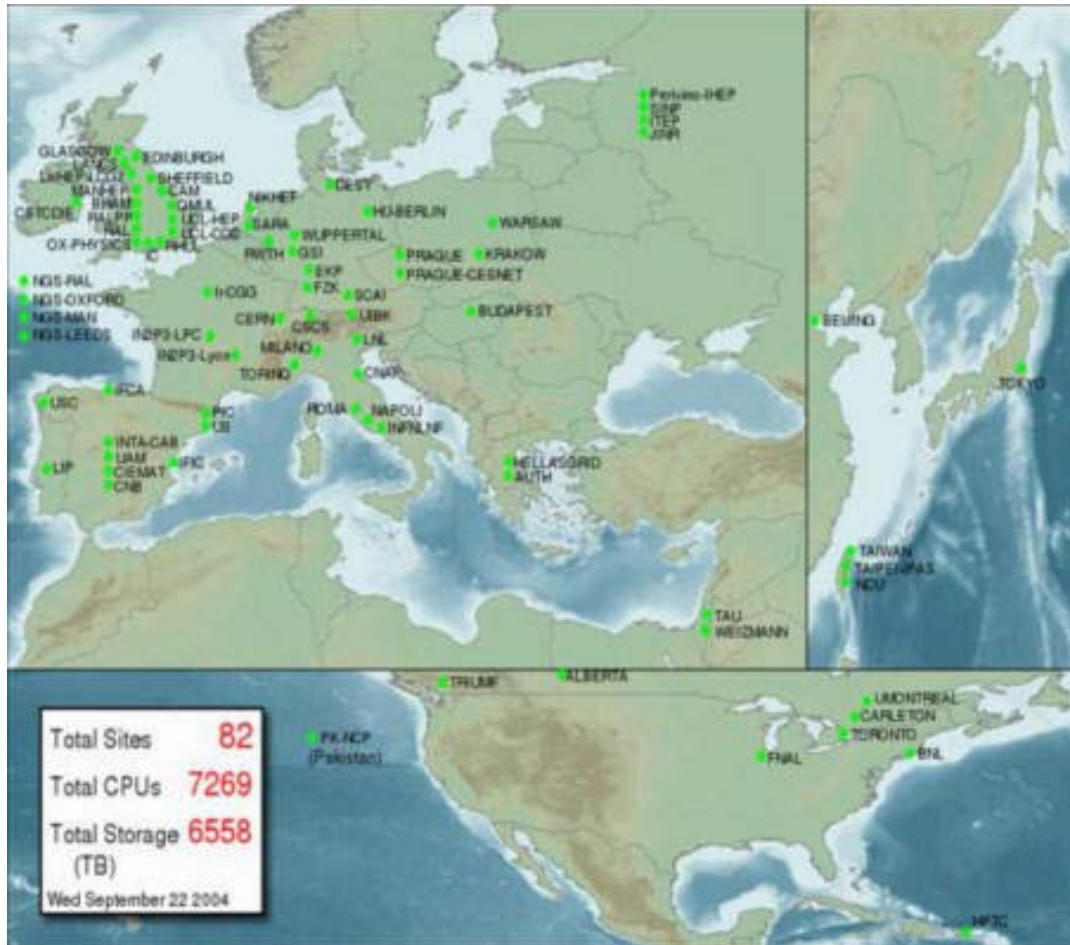 Protvino-IHEP
SINP
ITEP
JINR
GLASGOW
EDINBURGH
LANCS
SHEFFIELD
MANHEP
CAM
BHAM
QMUL
CSTCDIE
RALPP
UCL-HEP
RAL
UCL-CCC
OX-PHYSICS
IC
RHUL
DESY
NIKHEF
HU-BERLIN
SARA
WARSAW
WUPPERTAL
RWTH
GSI
PRAGUE
KRAKOW
EKP
PRAGUE-CESNET
FZK
SCAI
NGS-RAL
NGS-OXFORD
NGS-MAN
NGS-LEEDS
CERN
CSCS
UIBK
BUDAPEST
IN2P3-LPC
LNL
MILANO
IN2P3-Lyon
TORINO
CNAF
IFCA
USC
PIC
UB
ROMA
NAPOLI
INFNLNF
INTA-CAB
UAM
IFIC
LIP
CIEMAT
CNB
HELLASGRID
AUTH
TAU
WEIZMANN
BEIJING
TOKYO
TAIWAN
TAIPEI-IPAS
NCU
TRIUMF
ALBERTA
UMONTREAL
CARLETON
TORONTO
FNAL
BNL
PK-NCP
(Pakistan)
Total Sites 82
Total CPUs 7269
Total Storage 6558
(TB)
Wed September 22 2004